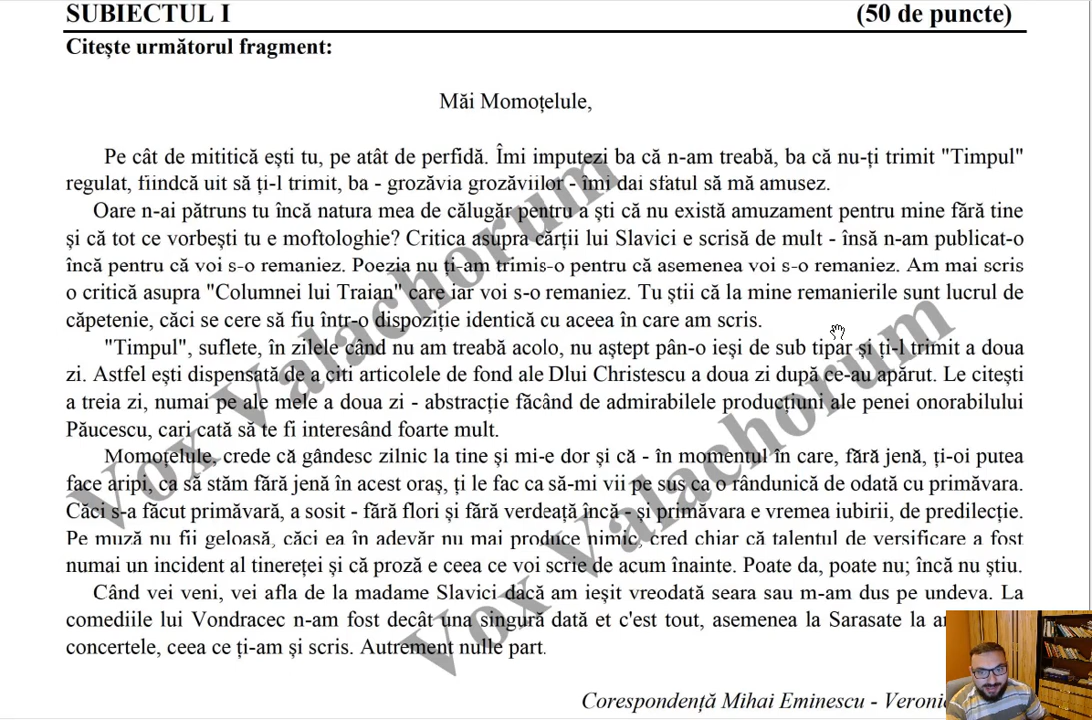 SUBIECTUL I (50 de puncte)
Citește următorul fragment:
Măi Momoțelule,
Pe cât de mititică ești tu, pe atât de perfidă. Îmi imputezi ba că n-am treabă, ba că nu-ți trimit "Timpul"
regulat, fiindcă uit să ți-l trimit, ba - grozăvia grozăviilor - îmi dai sfatul să mă amusez.
Oare n-ai pătruns tu încă natura mea de călugăr pentru a ști că nu există amuzament pentru mine fără tine
și că tot ce vorbești tu e moftologhie? Critica asupra cărții lui Slavici e scrisă de mult - însă n-am publicat-o
încă pentru că voi s-o remaniez. Poezia nu ți-am trimis-o pentru că asemenea voi s-o remaniez. Am mai scris
o critică asupra "Columnei lui Traian" care iar voi s-o remaniez. Tu știi că la mine remanierile sunt lucrul de
căpetenie, căci se cere să fiu într-o dispoziție identică cu aceea în care am scris.
"Timpul", suflete, în zilele când nu am treabă acolo, nu aștept pân-o ieși de sub tipar și ți-l trimit a doua
zi. Astfel ești dispensată de a citi articolele de fond ale Dlui Christescu a doua zi după ce-au apărut. Le citești
a treia zi, numai pe ale mele a doua zi - abstracție făcând de admirabilele producțiuni ale penei onorabilului
Păucescu, cari cată să te fi interesând foarte mult.
Momoțelule, crede că gândesc zilnic la tine și mi-e dor și că - în momentul în care, fără jenă, ți-oi putea
face aripi, ca să stăm fără jenă în acest oraș, ți le fac ca să-mi vii pe sus ca o rândunică de odată cu primăvara.
Căci s-a făcut primăvară, a sosit - fără flori și fără verdeață încă - și primăvara e vremea iubirii, de predilecție.
Pe muză nu fii geloasă, căci ea în adevăr nu mai produce nimic, cred chiar că talentul de versificare a fost
numai un incident al tinereței și că proză e ceea ce voi scrie de acum înainte. Poate da, poate nu; încă nu știu.
Când vei veni, vei afla de la madame Slavici dacă am ieșit vreodată seara sau m-am dus pe undeva. La
comediile lui Vondracec n-am fost decât una singură dată et c'est tout, asemenea la Sarasate la
concertele, ceea ce ți-am și scris. Autrement nulle part.
Corespondență Mihai Eminescu -
Vox Valachorum
Vox Valachorum